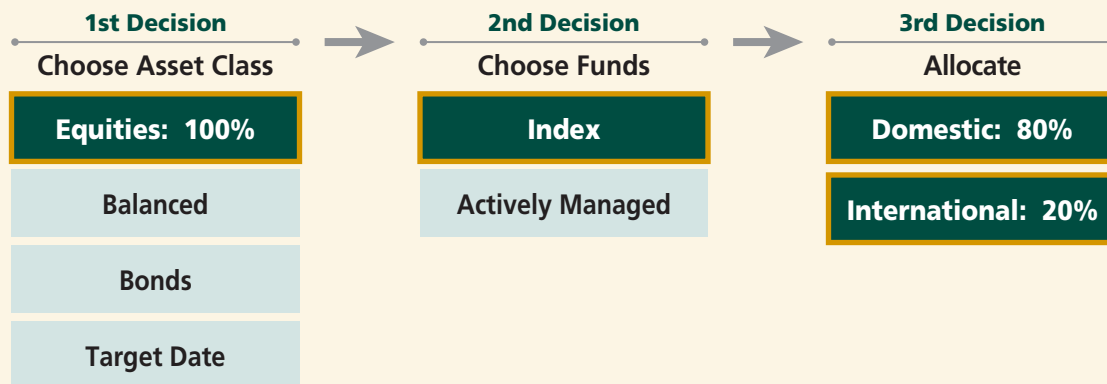 1st Decision
Choose Asset Class
Equities: 100%
Balanced
Bonds
Target Date
2nd Decision
Choose Funds
Index
Actively Managed
3rd Decision
Allocate
Domestic: 80%
International: 20%